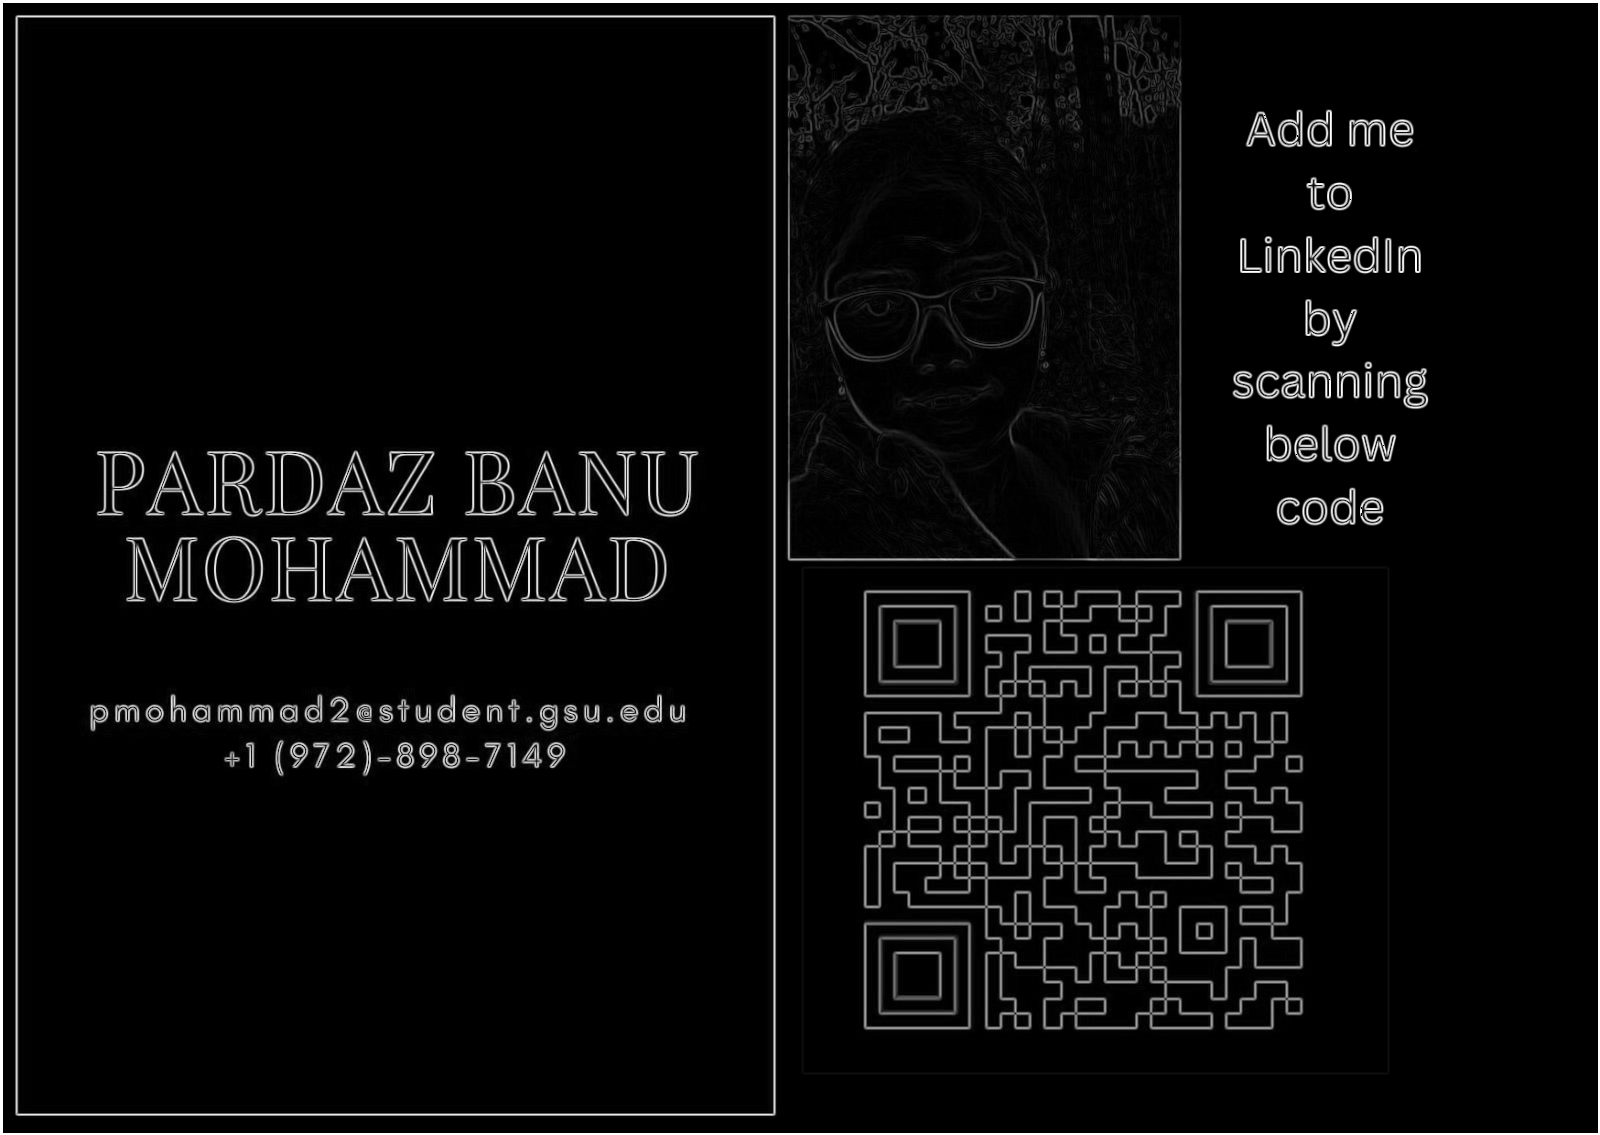 PARDAZ BANU
MOHAMMAD
pmohammad2@student.gsu.edu
+1 (972)-898-7149
Add me
to
LinkedIn
by
scanning
below
code